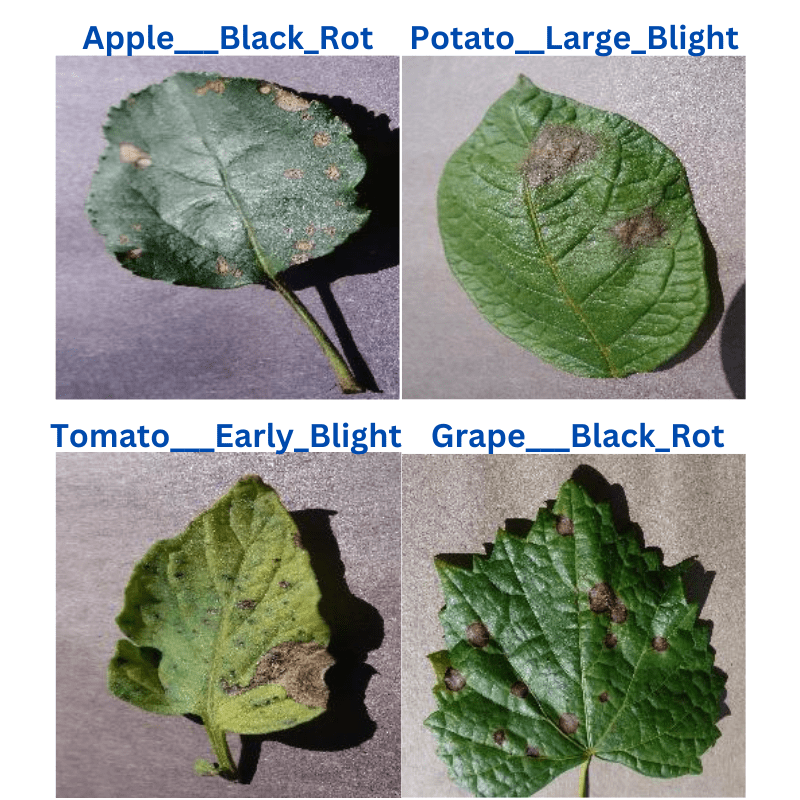 Apple___Black_Rot
Potato__Large_Blight
Tomato___Early_Blight
Grape___Black_Rot